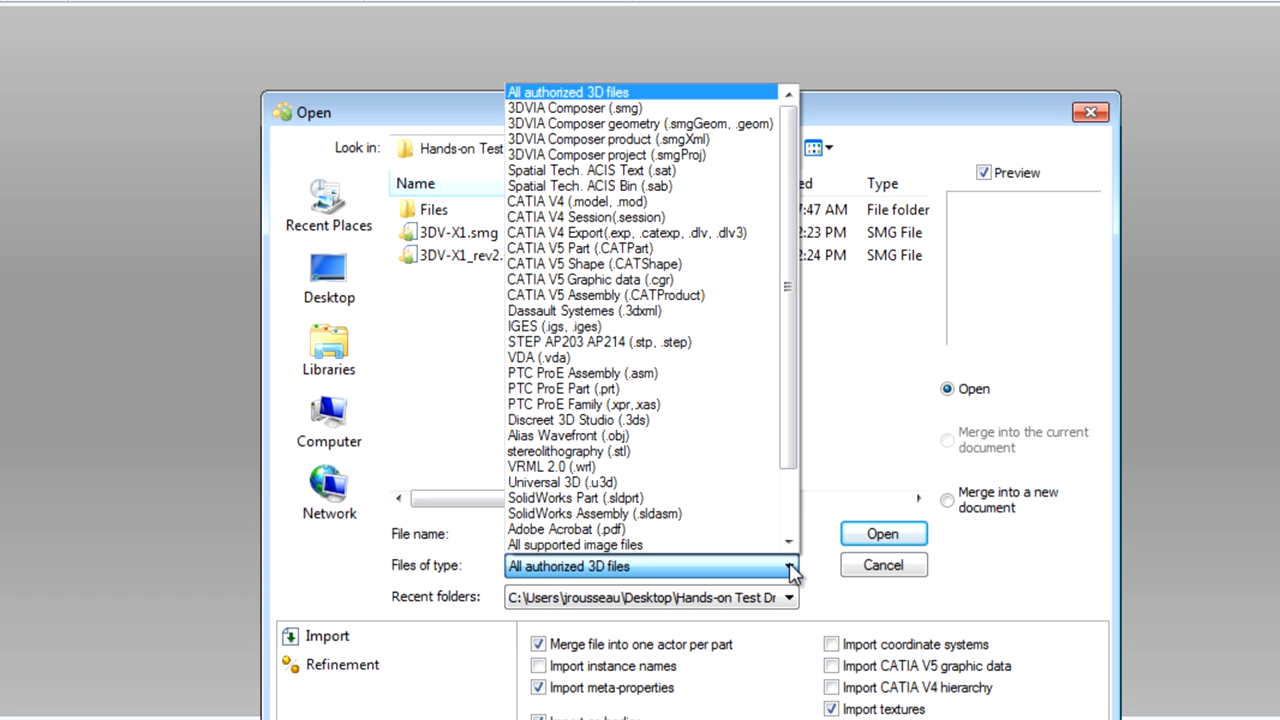 Open
Look in:
Hands-on Test
Preview
Name
ed
Type
Recent Places
Files
7:47 AM
File folder
3DV-X1.smg
2:23 PM
SMG File
3DV-X1_rev2.
2:24 PM
SMG File
Desktop
Libraries
Computer
Network
All authorized 3D files
3DVIA Composer (.smg)
3DVIA Composer geometry (.smgGeom, .geom)
3DVIA Composer product (.smgXml)
3DVIA Composer project (.smgProj)
Spatial Tech. ACIS Text (.sat)
Spatial Tech. ACIS Bin (.sab)
CATIA V4 (.model, .mod)
CATIA V4 Session(.session)
CATIA V4 Export(.exp, .catexp, .dlv, .dlv3)
CATIA V5 Part (.CATPart)
CATIA V5 Shape (.CATShape)
CATIA V5 Graphic data (.cgr)
CATIA V5 Assembly (.CATProduct)
Dassault Systemes (.3dxml)
IGES (.igs, .iges)
STEP AP203 AP214 (.stp, .step)
VDA (.vda)
PTC ProE Assembly (.asm)
PTC ProE Part (.prt)
PTC ProE Family (.xpr,.xas)
Discreet 3D Studio (.3ds)
Alias Wavefront (.obj)
stereolithography (.stl)
VRML 2.0 (.wrl)
Universal 3D (.u3d)
SolidWorks Part (.sldprt)
SolidWorks Assembly (.sldasm)
Adobe Acrobat (.pdf)
All supported image files
Open
Merge into the current
document
Merge into a new
document
File name:
Open
Files of type:
All authorized 3D files
Cancel
Recent folders:
C:\Users\jrousseau\Desktop\Hands-on Test Dr
Import
Refinement
Merge file into one actor per part
Import instance names
Import meta-properties
Import coordinate systems
Import CATIA V5 graphic data
Import CATIA V4 hierarchy
Import textures